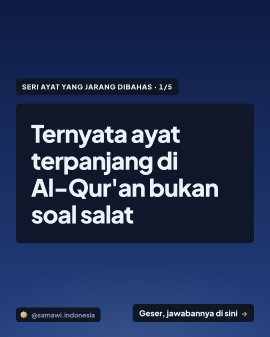 SERI AYAT YANG JARANG DIBAHAS · 1/5
Ternyata ayat
terpanjang di
Al-Qur'an bukan
soal salat
@samawi.indonesia
Geser, jawabannya di sini →